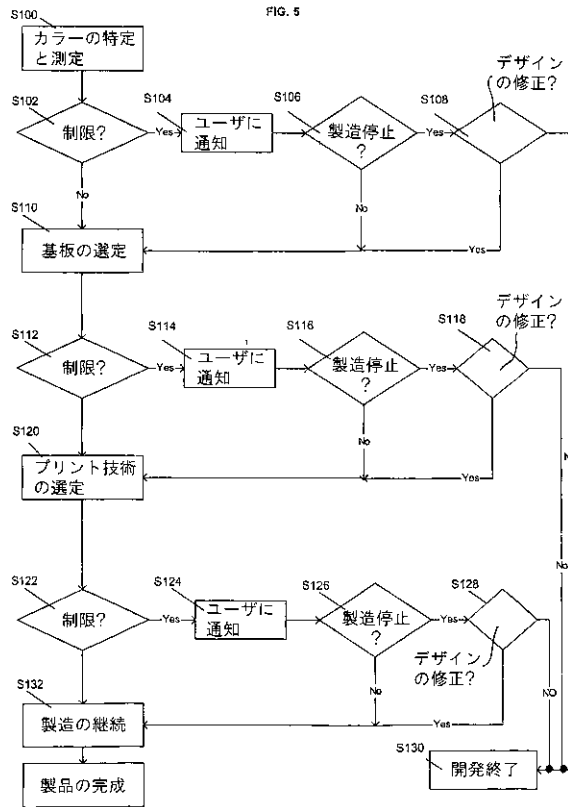 FIG. 5
S100
カラーの特定
と測定
デザイン
の修正?
S102
制限?
Yes
S104
ユーザに
通知
S106
製造停止
?
Yes
S108
No
No
Yes
S110
基板の選定
デザイン
の修正?
S112
制限?
Yes
S114
ユーザに
通知
S116
製造停止
?
Yes
S118
No
Yes
S120
プリント技術
の選定
No
S122
制限?
Yes
S124
ユーザに
通知
S126
製造停止
?
Yes
S128
デザイン
の修正?
No
Yes
NO
S132
製造の継続
S130
開発終了
製品の完成